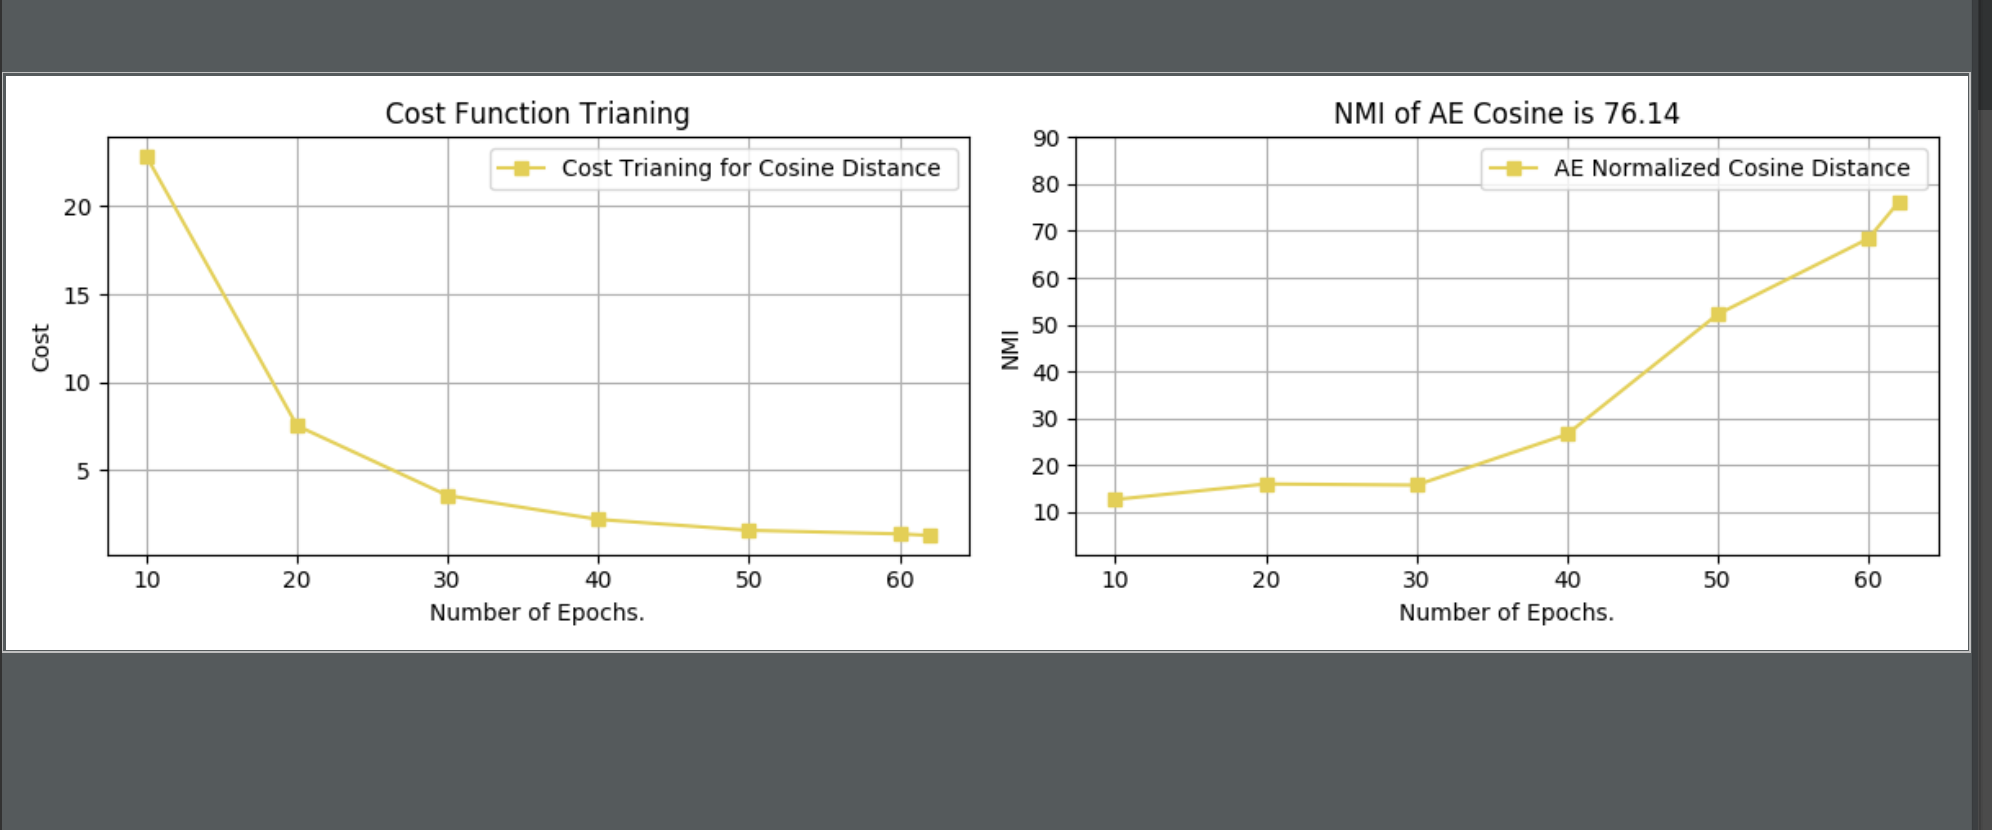 Cost Function Trianing
Cost Trianing for Cosine Distance
20
15
10
5
Cost
10 20 30 40 50 60
Number of Epochs.
NMI of AE Cosine is 76.14
AE Normalized Cosine Distance
90
80
70
60
50
40
30
20
10
NMI
10 20 30 40 50 60
Number of Epochs.